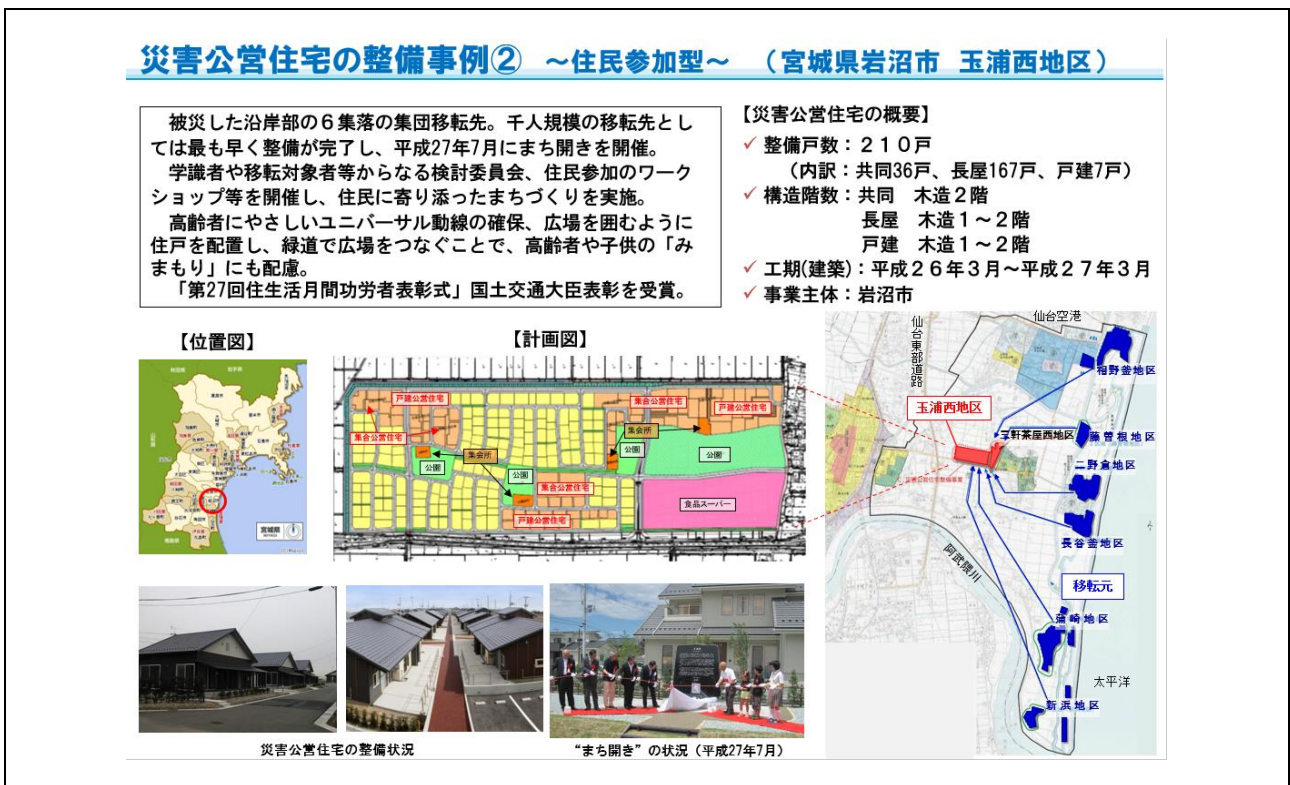 災害公営住宅の整備事例② ～住民参加型～ （宮城県岩沼市 玉浦西地区）
被災した沿岸部の６集落の集団移転先。千人規模の移転先とし
ては最も早く整備が完了し、平成27年7月にまち開きを開催。
学識者や移転対象者等からなる検討委員会、住民参加のワーク
ショップ等を開催し、住民に寄り添ったまちづくりを実施。
高齢者にやさしいユニバーサル動線の確保、広場を囲むように
住戸を配置し、緑道で広場をつなぐことで、高齢者や子供の「み
まもり」にも配慮。
「第27回住生活月間功労者表彰式」国土交通大臣表彰を受賞。
【災害公営住宅の概要】
✓ 整備戸数：２１０戸
（内訳：共同36戸、長屋167戸、戸建7戸）
✓ 構造階数：共同 木造２階
長屋 木造１～２階
戸建 木造１～２階
✓ 工期(建築)：平成２６年３月～平成２７年３月
✓ 事業主体：岩沼市
【位置図】
宮城県
【計画図】
戸建公営住宅
集合公営住宅
集合公営住宅
戸建公営住宅
集会所
集会所
公園
公園
公園
公園
集合公営住宅
戸建公営住宅
食品スーパー
仙台空港
仙台東部道路
相野釜地区
玉浦西地区
三軒茶屋西地区
藤曽根地区
二野倉地区
災害公営住宅整備事業
長谷釜地区
阿武隈川
移転元
蒲崎地区
太平洋
新浜地区
災害公営住宅の整備状況
“まち開き”の状況（平成27年7月）